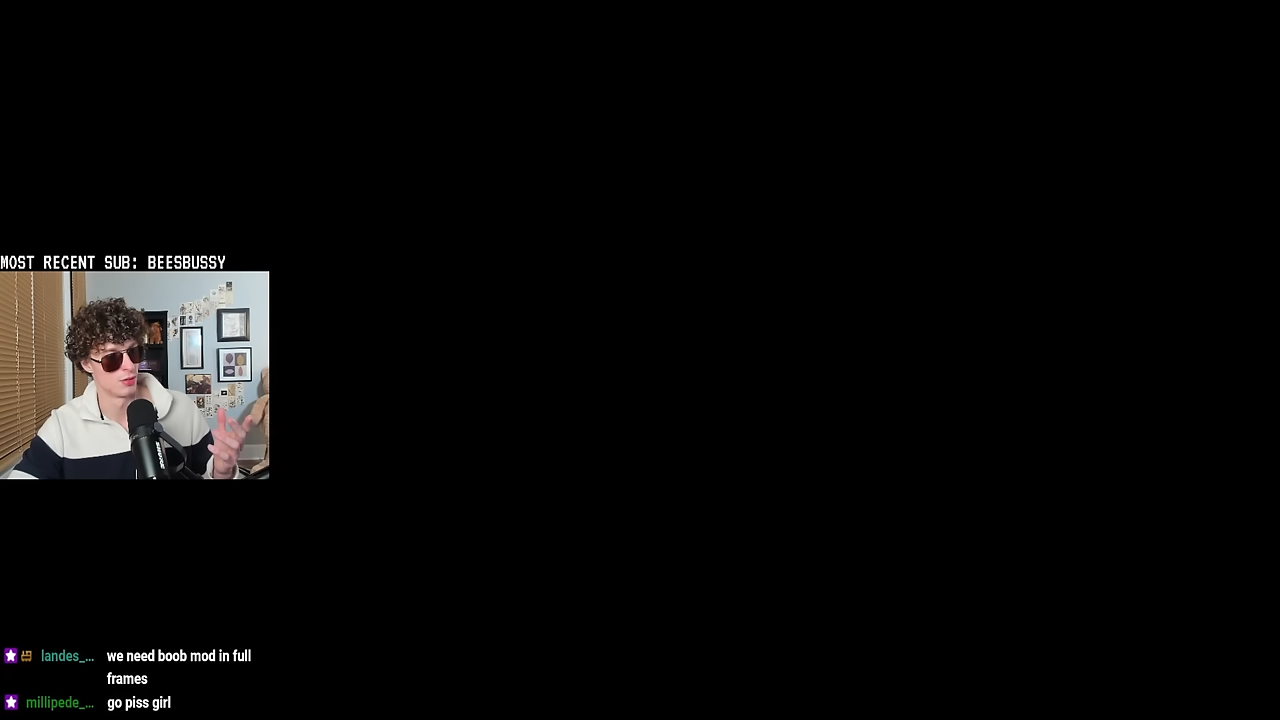 MOST RECENT SUB: BEESBUSSY
landes_... we need boob mod in full
frames
millipede_... go piss girl